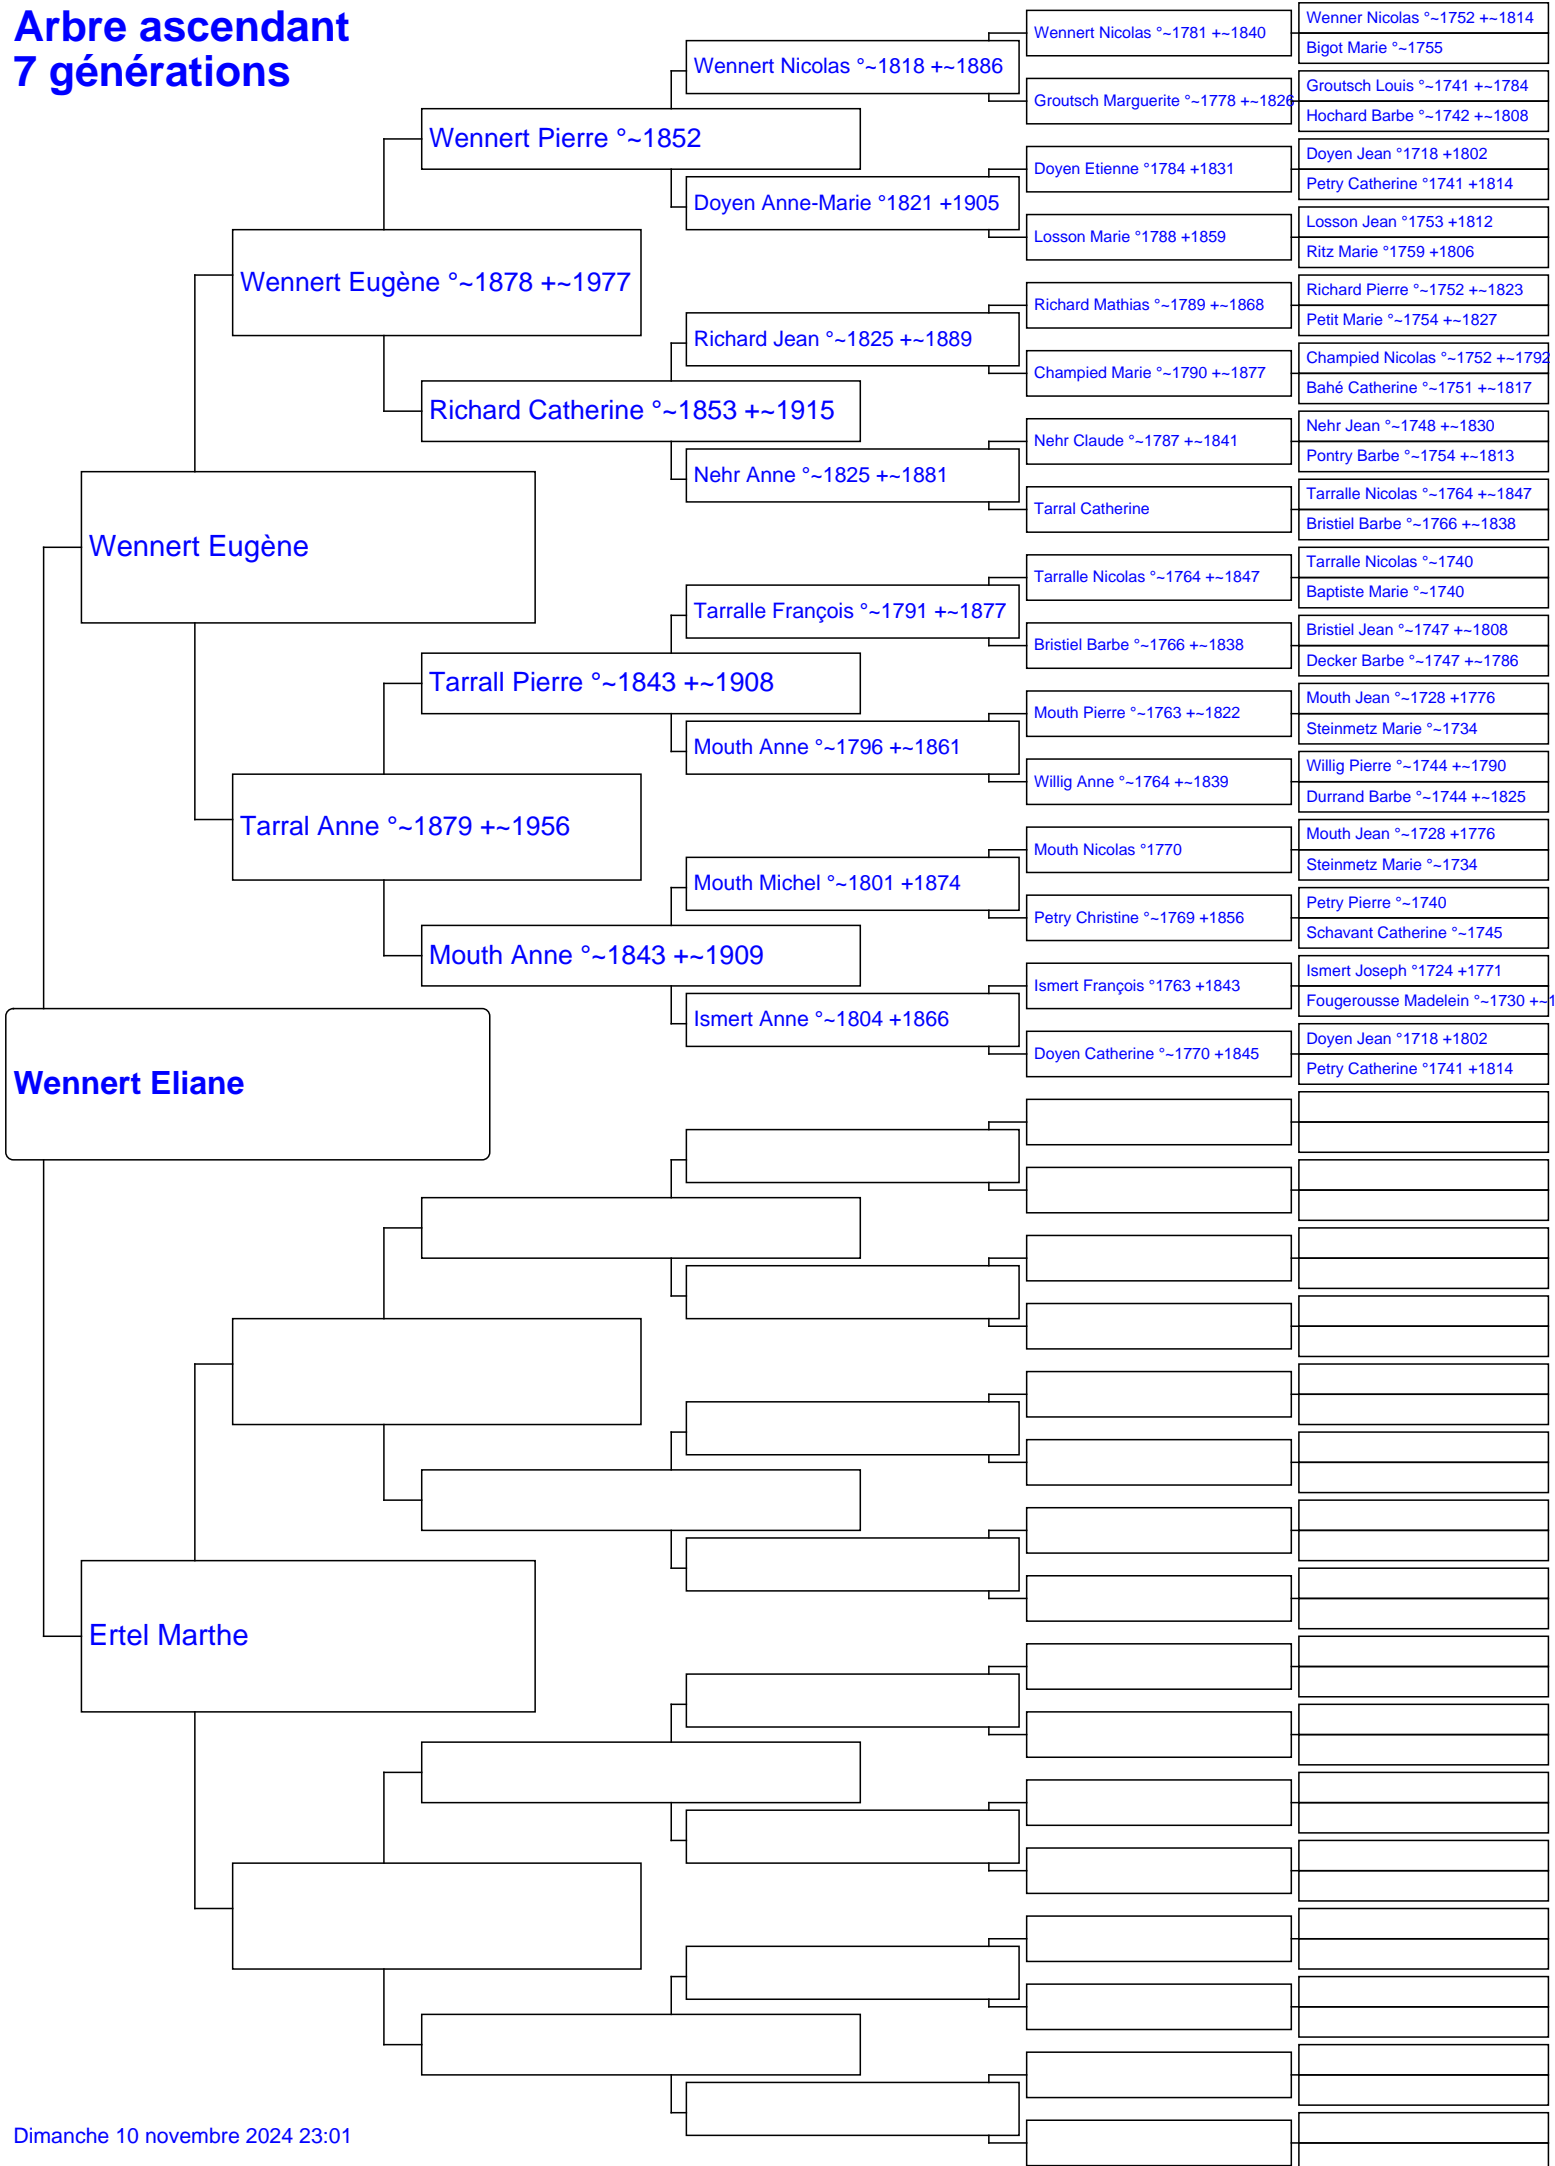 Arbre ascendant
7 générations
Wennert Eliane
Wennert Eugène
Ertel Marthe
Wennert Eugène °~1878 +~1977
Tarral Anne °~1879 +~1956
Wennert Pierre °~1852
Richard Catherine °~1853 +~1915
Tarrall Pierre °~1843 +~1908
Mouth Anne °~1843 +~1909
Wennert Nicolas °~1818 +~1886
Doyen Anne-Marie °1821 +1905
Richard Jean °~1825 +~1889
Nehr Anne °~1825 +~1881
Tarralle François °~1791 +~1877
Mouth Anne °~1796 +~1861
Mouth Michel °~1801 +1874
Ismert Anne °~1804 +1866
Wennert Nicolas °~1781 +~1840
Groutsch Marguerite °~1778 +~1826
Doyen Etienne °1784 +1831
Losson Marie °1788 +1859
Richard Mathias °~1789 +~1868
Champied Marie °~1790 +~1877
Nehr Claude °~1787 +~1841
Tarral Catherine
Tarralle Nicolas °~1764 +~1847
Bristiel Barbe °~1766 +~1838
Mouth Pierre °~1763 +~1822
Willig Anne °~1764 +~1839
Mouth Nicolas °1770
Petry Christine °~1769 +1856
Ismert François °1763 +1843
Doyen Catherine °~1770 +1845
Wenner Nicolas °~1752 +~1814
Bigot Marie °~1755
Groutsch Louis °~1741 +~1784
Hochard Barbe °~1742 +~1808
Doyen Jean °1718 +1802
Petry Catherine °1741 +1814
Losson Jean °1753 +1812
Ritz Marie °1759 +1806
Richard Pierre °~1752 +~1823
Petit Marie °~1754 +~1827
Champied Nicolas °~1752 +~1792
Bahé Catherine °~1751 +~1817
Nehr Jean °~1748 +~1830
Pontry Barbe °~1754 +~1813
Tarralle Nicolas °~1764 +~1847
Bristiel Barbe °~1766 +~1838
Tarralle Nicolas °~1740
Baptiste Marie °~1740
Bristiel Jean °~1747 +~1808
Decker Barbe °~1747 +~1786
Mouth Jean °~1728 +1776
Steinmetz Marie °~1734
Willig Pierre °~1744 +~1790
Durrand Barbe °~1744 +~1825
Mouth Jean °~1728 +1776
Steinmetz Marie °~1734
Petry Pierre °~1740
Schavant Catherine °~1745
Ismert Joseph °1724 +1771
Fougerousse Madelein °~1730 +~1
Doyen Jean °1718 +1802
Petry Catherine °1741 +1814
Dimanche 10 novembre 2024 23:01